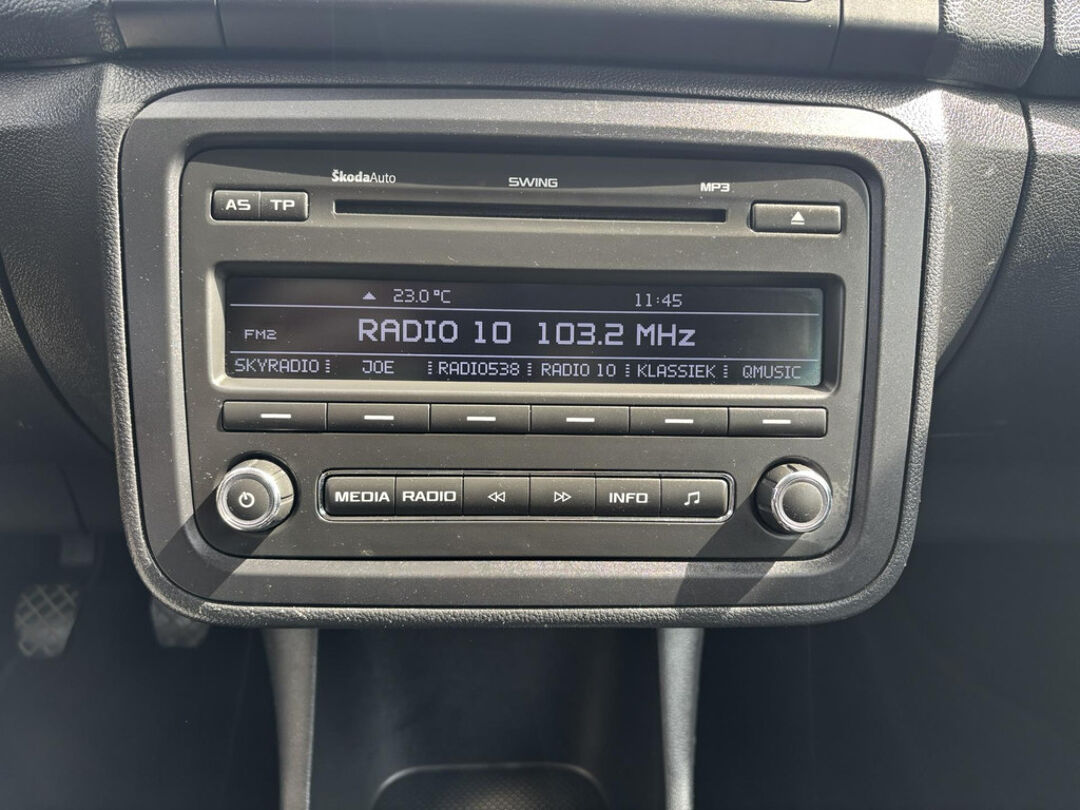 ŠkodaAuto SWING MP3
AS TP
23.0°C 11:45
FM2 RADIO 10 103.2 MHz
SKYRADIO JOE RADIO538 RADIO 10 KLASSIEK QMUSIC
MEDIA RADIO INFO